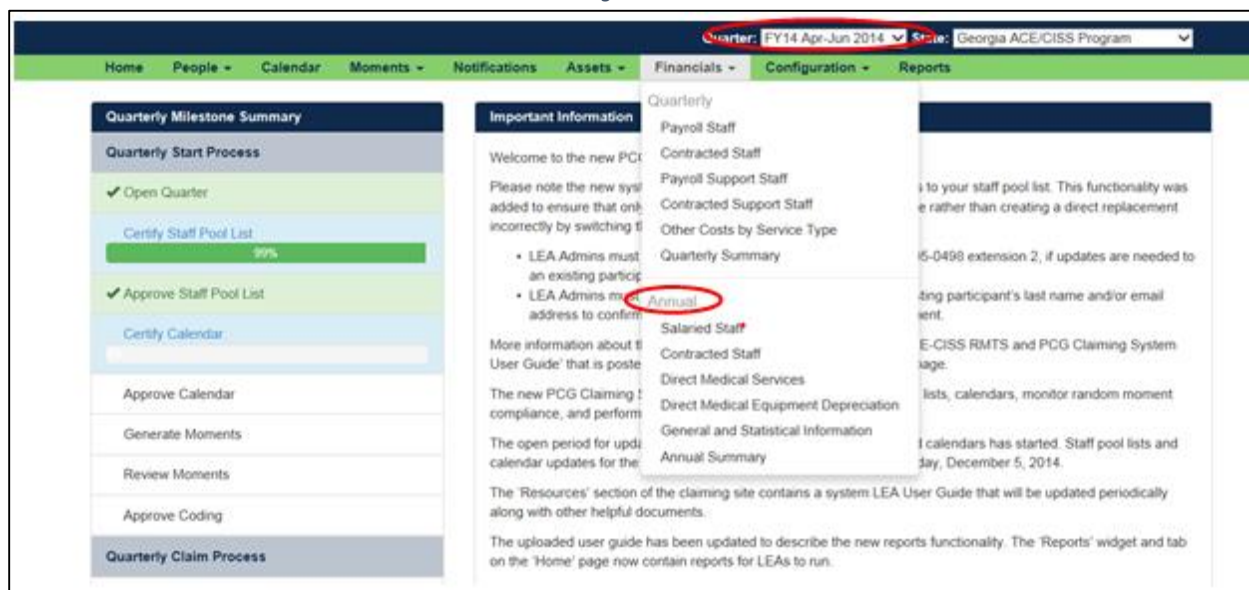 Quarter: FY14 Apr-Jun 2014 State: Georgia ACE/CISS Program
Home People Calendar Moments Notifications Assets Financials Configuration Reports
Quarterly Milestone Summary
Quarterly Start Process
✔ Open Quarter
Certify Staff Pool List
99%
✔ Approve Staff Pool List
Certify Calendar
Approve Calendar
Generate Moments
Review Moments
Approve Coding
Quarterly Claim Process
Quarterly
Payroll Staff
Contracted Staff
Payroll Support Staff
Contracted Support Staff
Other Costs by Service Type
Quarterly Summary
Annual
Salaried Staff
Contracted Staff
Direct Medical Services
Direct Medical Equipment Depreciation
General and Statistical Information
Annual Summary
Important Information
Welcome to the new PCG
Please note the new sys s to your staff pool list. This functionality was
added to ensure that only e rather than creating a direct replacement
incorrectly by switching t
• LEA Admins must 5-0498 extension 2, if updates are needed to
an existing particip
• LEA Admins must ting participant's last name and/or email
address to confirm ent.
More information about t E-CISS RMTS and PCG Claiming System
User Guide' that is poste age.
The new PCG Claiming S lists, calendars, monitor random moment
compliance, and perform
The open period for upda d calendars has started. Staff pool lists and
calendar updates for the day, December 5, 2014.
The 'Resources' section of the claiming site contains a system LEA User Guide that will be updated periodically
along with other helpful documents.
The uploaded user guide has been updated to describe the new reports functionality. The 'Reports' widget and tab
on the 'Home' page now contain reports for LEAs to run.